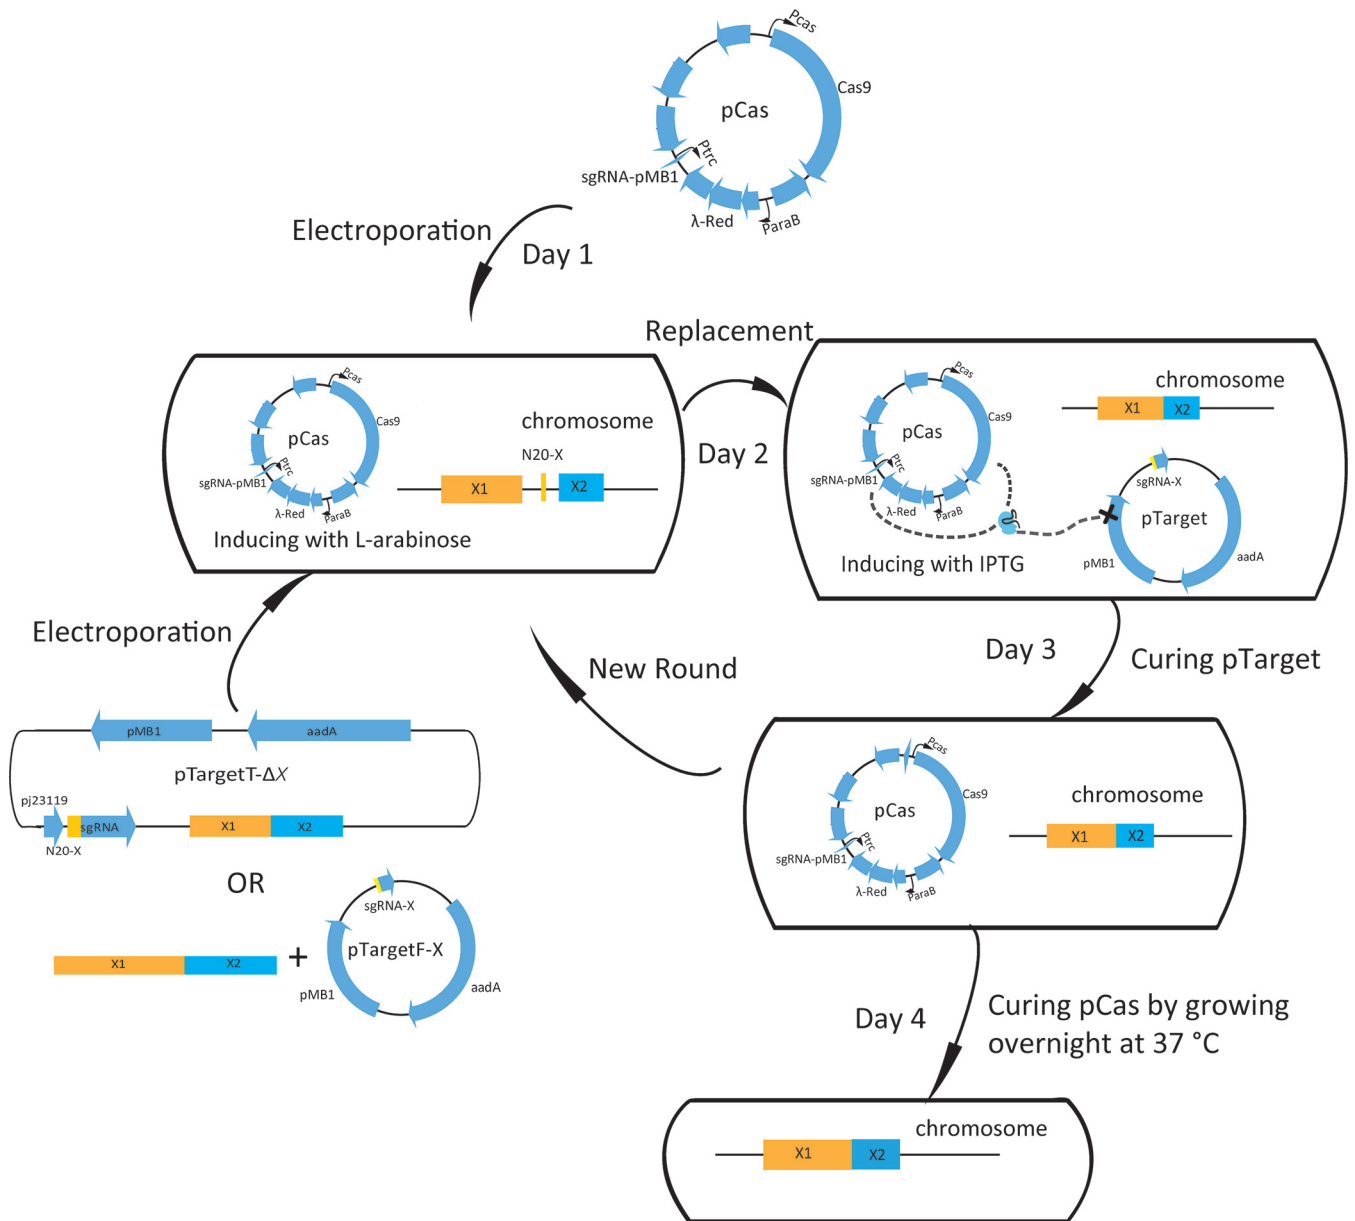 Pcas
Cas9
pCas
Ptrc
sgRNA-pMB1
λ-Red
ParaB
Electroporation
Day 1
Replacement
Pcas
Cas9
pCas
Ptrc
sgRNA-pMB1
λ-Red
ParaB
chromosome
N20-X
X1
X2
Inducing with L-arabinose
Day 2
Pcas
Cas9
pCas
Ptrc
sgRNA-pMB1
λ-Red
ParaB
chromosome
X1
X2
sgRNA-X
pTarget
pMB1
aadA
Inducing with IPTG
Electroporation
New Round
Day 3
Curing pTarget
pMB1
aadA
pTargetT-ΔX
pj23119
sgRNA
N20-X
X1
X2
OR
X1
X2
+
sgRNA-X
pTargetF-X
pMB1
aadA
Pcas
Cas9
pCas
Ptrc
sgRNA-pMB1
λ-Red
ParaB
chromosome
X1
X2
Day 4
Curing pCas by growing
overnight at 37 °C
chromosome
X1
X2